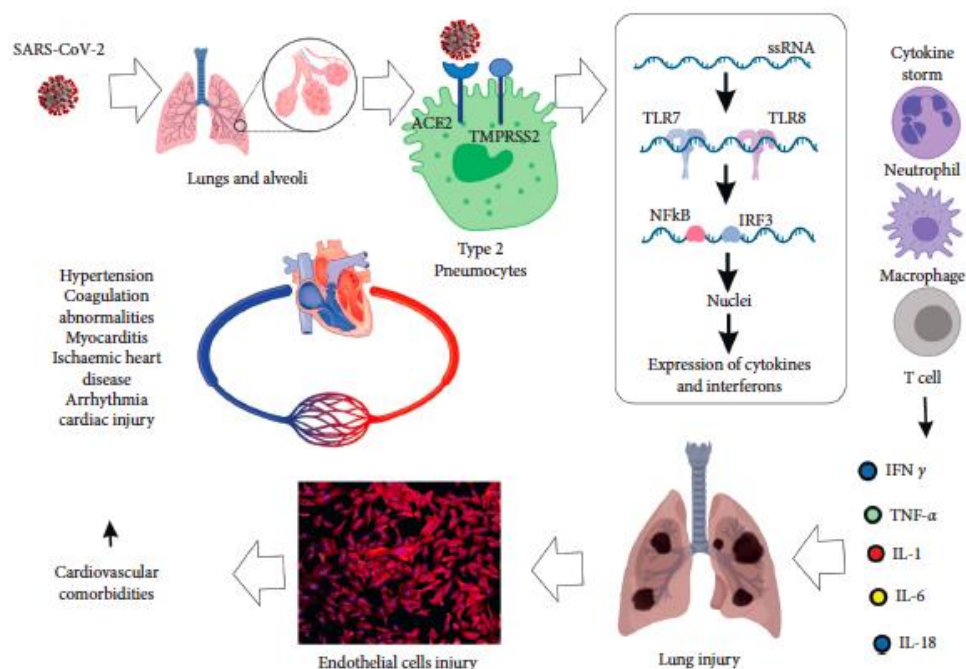 SARS-CoV-2
Lungs and alveoli
ACE2
TMPRSS2
Type 2
Pneumocytes
ssRNA
TLR7
TLR8
NFkB
IRF3
Nuclei
Expression of cytokines
and interferons
Cytokine
storm
Neutrophil
Macrophage
T cell
IFN γ
TNF-α
IL-1
IL-6
IL-18
Lung injury
Endothelial cells injury
Cardiovascular
comorbidities
Hypertension
Coagulation
abnormalities
Myocarditis
Ischaemic heart
disease
Arrhythmia
cardiac injury